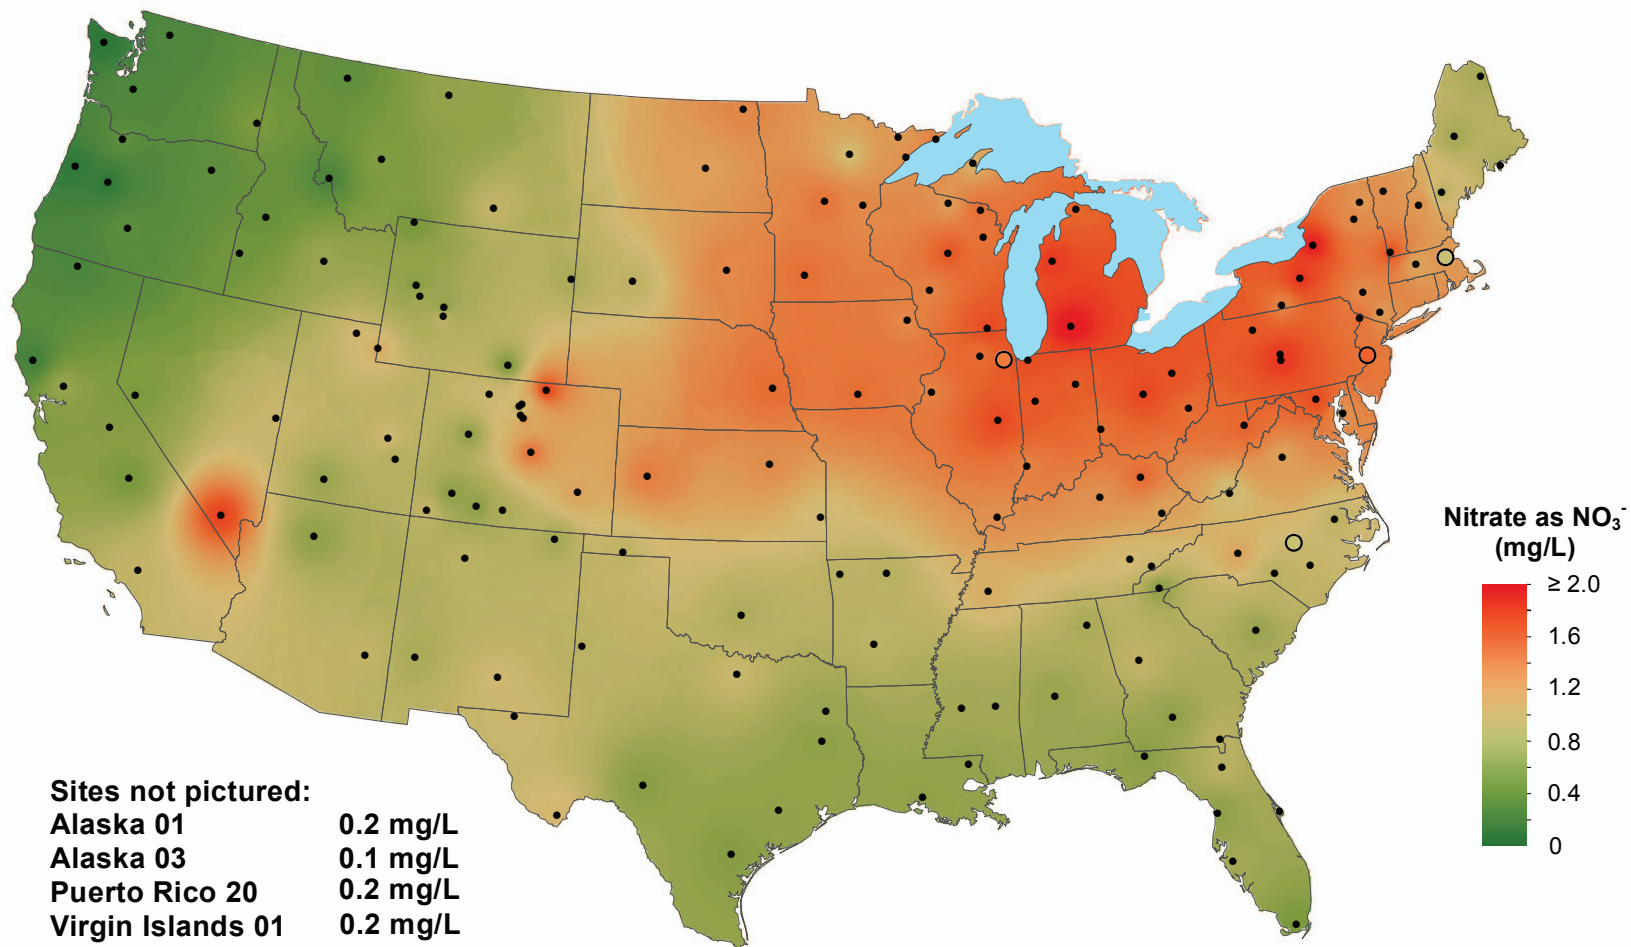 Nitrate as NO₃⁻
(mg/L)
≥ 2.0
1.6
1.2
0.8
0.4
0
Sites not pictured:
Alaska 01 0.2 mg/L
Alaska 03 0.1 mg/L
Puerto Rico 20 0.2 mg/L
Virgin Islands 01 0.2 mg/L